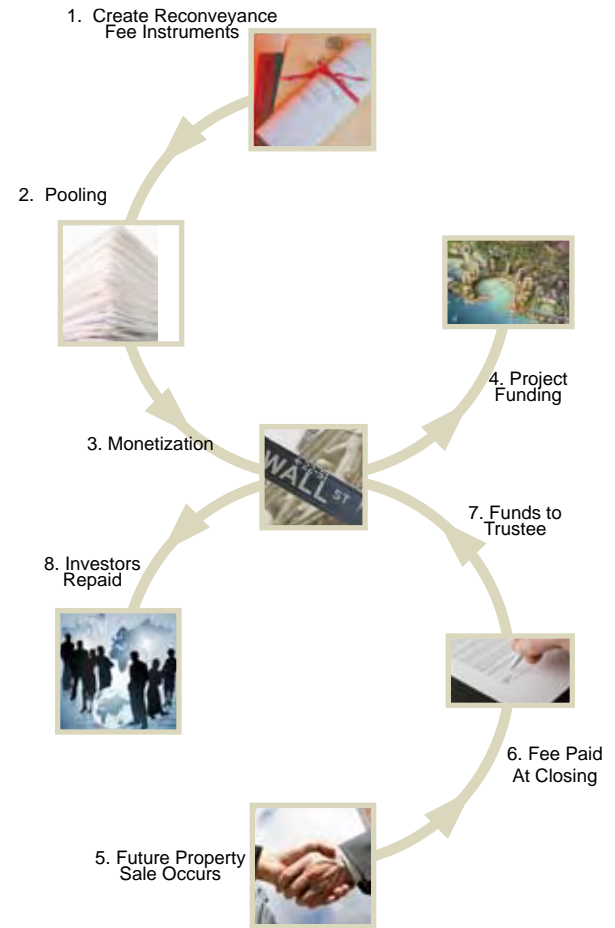 1. Create Reconveyance
Fee Instruments
2. Pooling
4. Project
Funding
3. Monetization
WALL ST
7. Funds to
Trustee
8. Investors
Repaid
6. Fee Paid
At Closing
5. Future Property
Sale Occurs